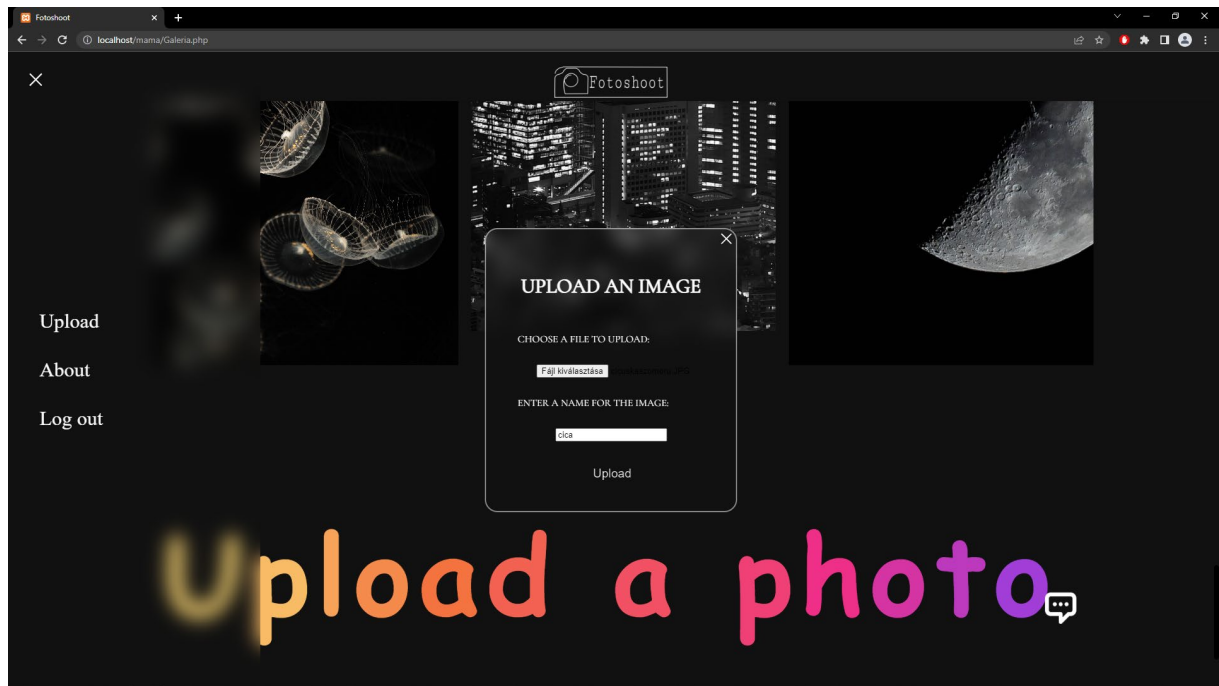 Fotoshoot
localhost/mama/Galeria.php
Fotoshoot
Upload
About
Log out
UPLOAD AN IMAGE
CHOOSE A FILE TO UPLOAD:
Fájl kiválasztása
ENTER A NAME FOR THE IMAGE:
cica
Upload
Upload a photo